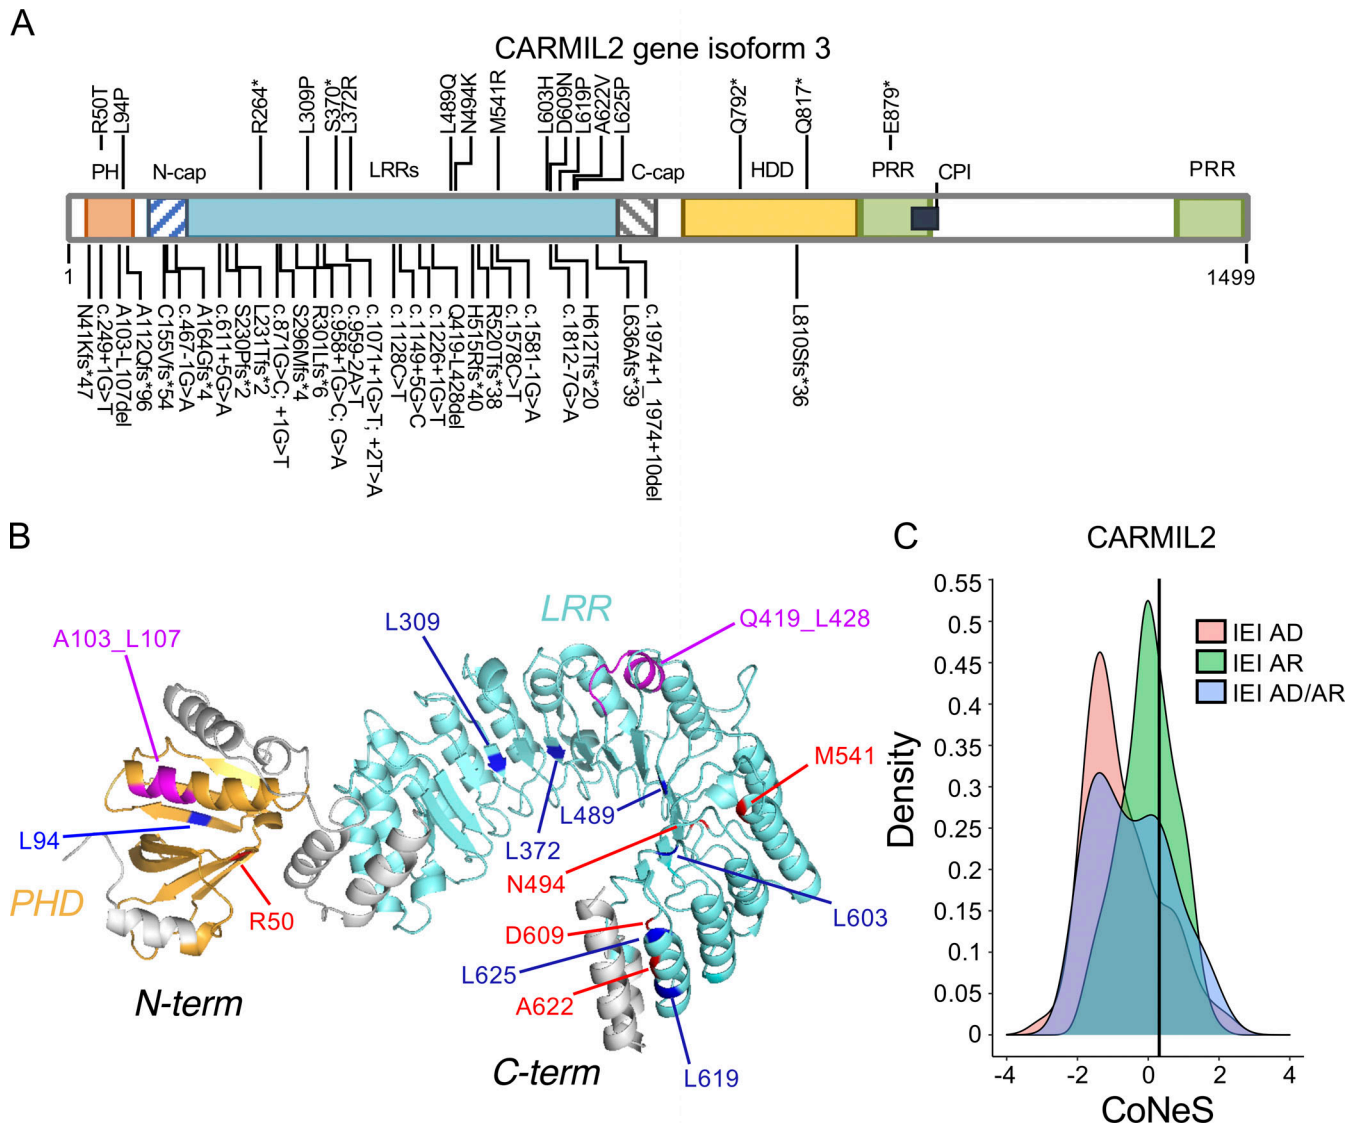 A
CARMIL2 gene isoform 3
R50T
L94P
R264*
L309P
S370*
L372R
L489Q
N494K
M541R
L603H
D609N
L619P
A622V
L625P
Q792*
Q817*
E879*
PH
N-cap
LRRs
C-cap
HDD
PRR
CPI
PRR
1
1499
N41Kfs*47
c.249+1G>T
A103-L107del
A112Qfs*96
C155Vfs*54
c.467-1G>A
A164Gfs*4
c.611+5G>A
S230Pfs*2
L231Tfs*2
c.871G>C; +1G>T
S296Mfs*4
R301Lfs*6
c.958+1G>C; G>A
c.959-2A>T
c.1071+1G>T; +2T>A
c.1128C>T
c.1149+5G>C
c.1226+1G>T
Q419-L428del
H515Rfs*40
R520Tfs*38
c.1578C>T
c.1581-1G>A
c.1812-7G>A
H612Tfs*20
L636Afs*39
c.1974+1_1974+10del
L810Sfs*36
B
A103_L107
L309
LRR
Q419_L428
M541
L94
L489
L372
N494
PHD
R50
L603
D609
L625
A622
N-term
C-term
L619
C
CARMIL2
Density
0.55
0.5
0.45
0.4
0.35
0.3
0.25
0.2
0.15
0.1
0.05
0
IEI AD
IEI AR
IEI AD/AR
-4
-2
0
2
4
CoNeS